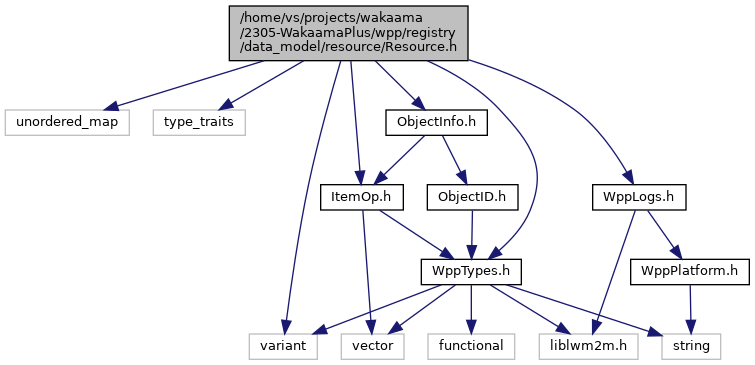 /home/vs/projects/wakaama
/2305-WakaamaPlus/wpp/registry
/data_model/resource/Resource.h
unordered_map
type_traits
ObjectInfo.h
ItemOp.h
ObjectID.h
WppLogs.h
WppTypes.h
WppPlatform.h
variant
vector
functional
liblwm2m.h
string